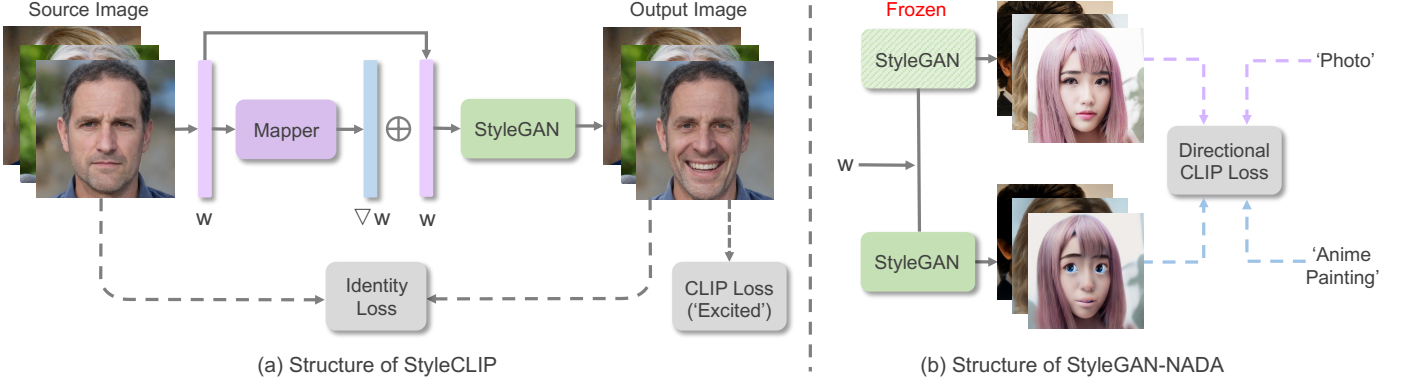 Source Image
Output Image
Mapper
StyleGAN
w
▽ w
w
Identity
Loss
CLIP Loss
(‘Excited’)
(a) Structure of StyleCLIP
Frozen
StyleGAN
‘Photo’
Directional
CLIP Loss
w
StyleGAN
‘Anime
Painting’
(b) Structure of StyleGAN-NADA